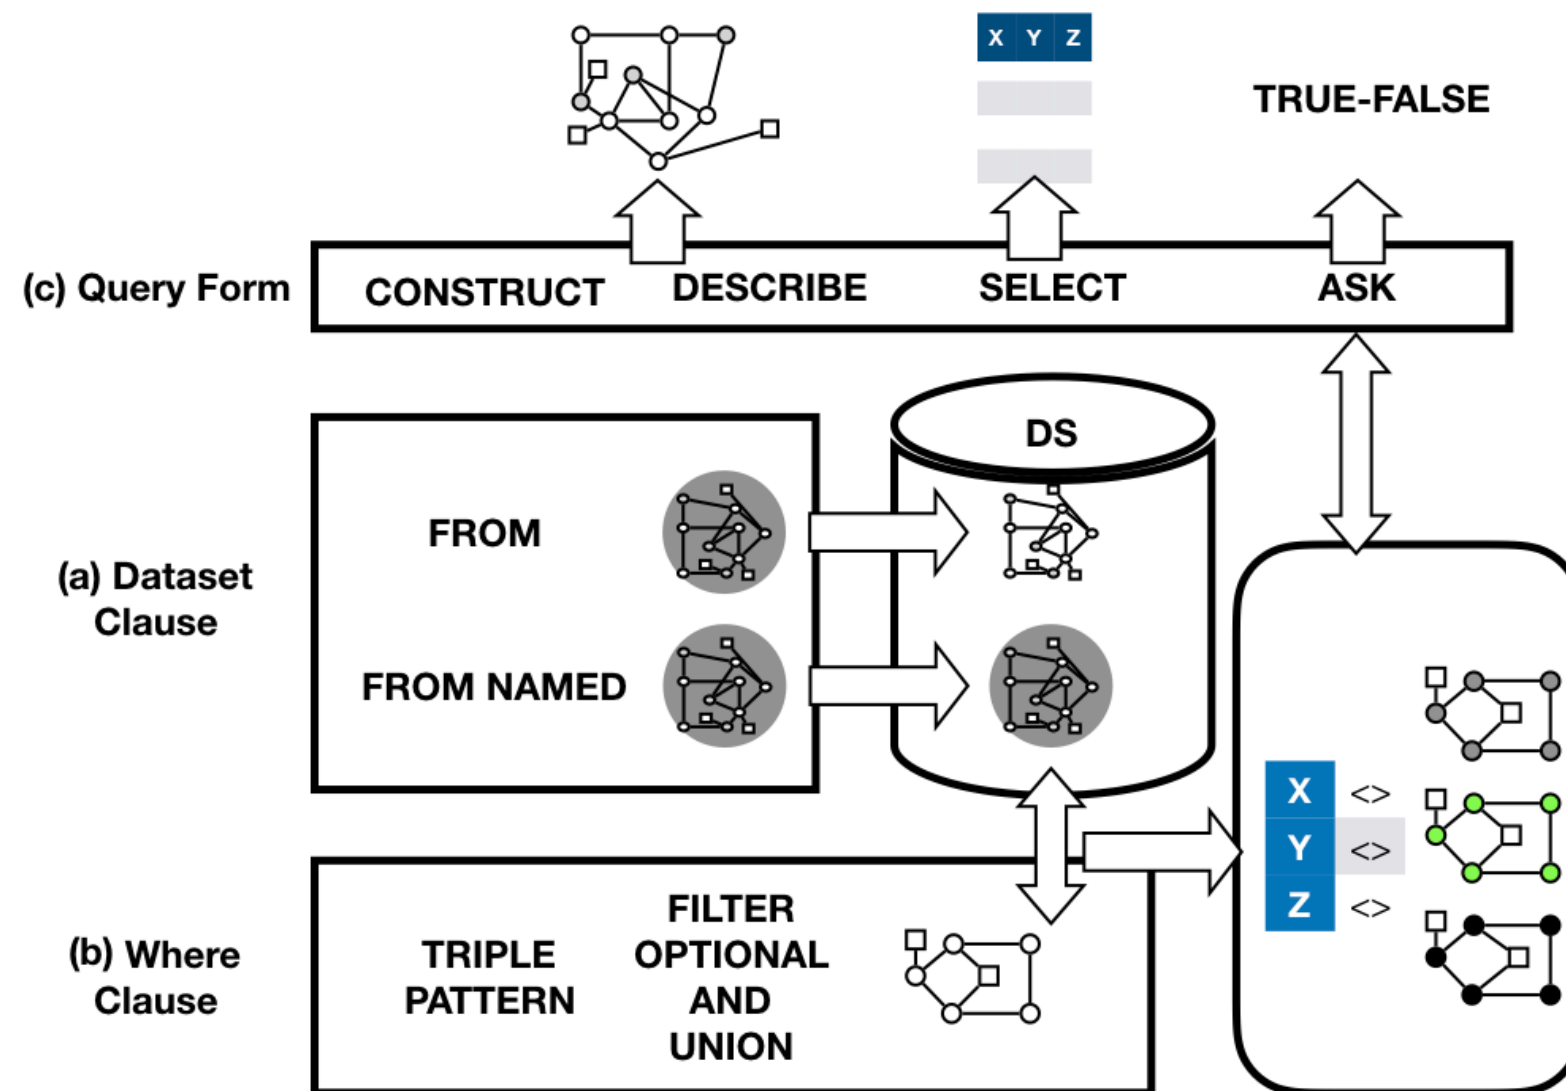 X Y Z
TRUE-FALSE
(c) Query Form
CONSTRUCT
DESCRIBE
SELECT
ASK
DS
FROM
(a) Dataset
Clause
FROM NAMED
X <>
Y <>
Z <>
(b) Where
Clause
TRIPLE
PATTERN
FILTER
OPTIONAL
AND
UNION